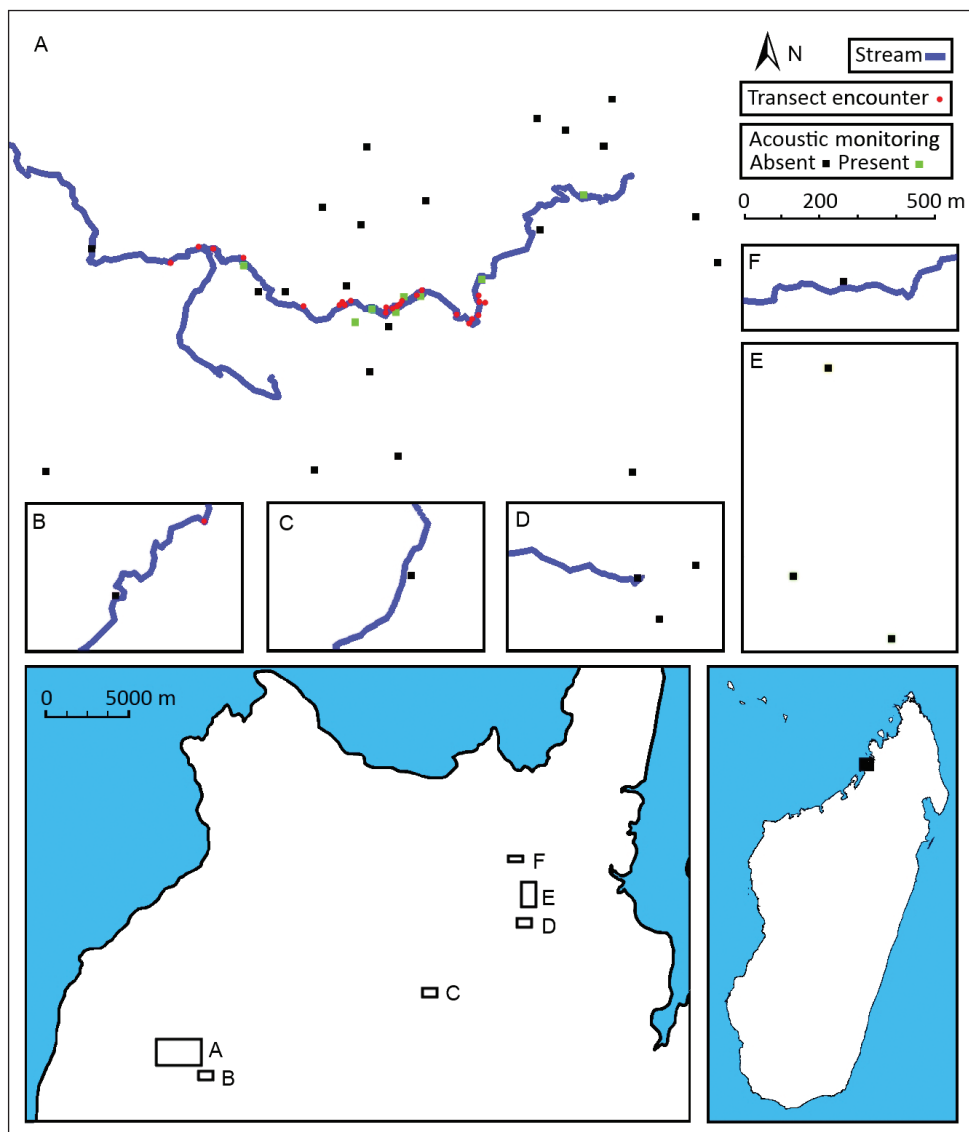 A
N
Stream
Transect encounter
Acoustic monitoring
Absent Present
0 200 500 m
F
E
B
C
D
0 5000 m
F
E
D
C
A
B